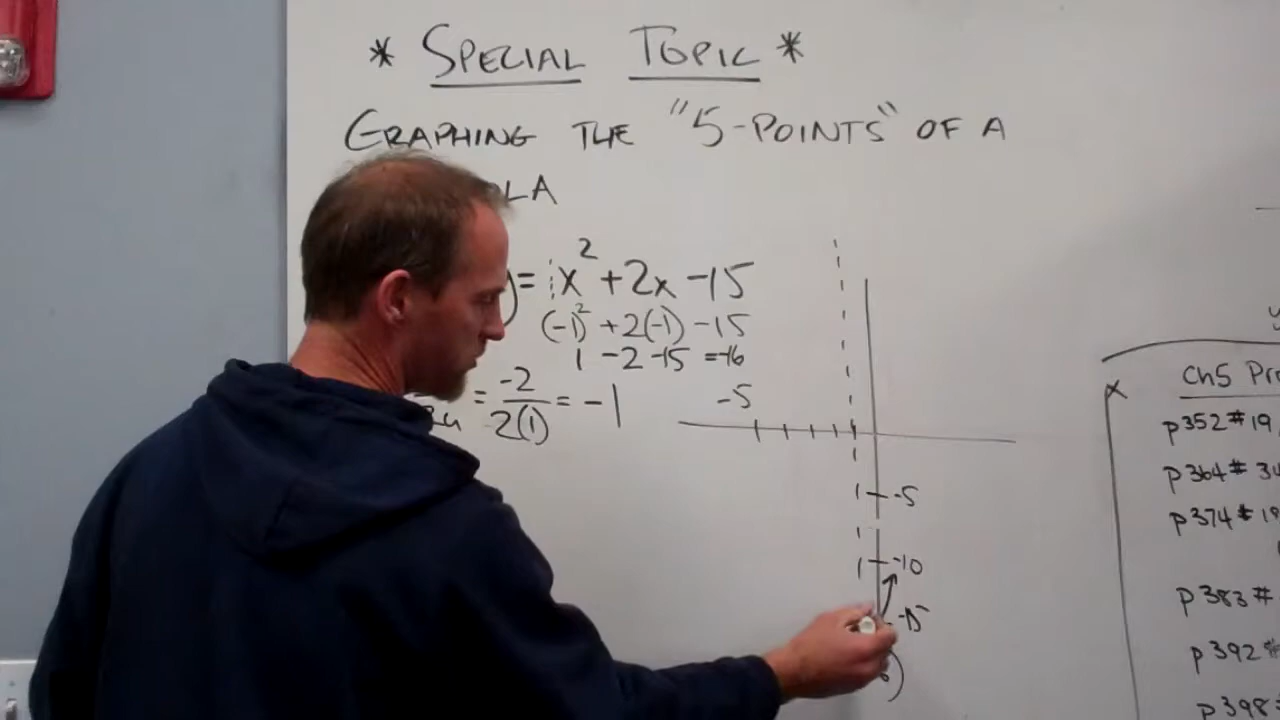 * SPECIAL TOPIC *
GRAPHING THE "5-POINTS" OF A
LA
= x² + 2x - 15
(-1)² + 2(-1) - 15
1 - 2 - 15 = -16
= -2/2(1) = -1
-5
-5
-10
-15
Ch5 Pr
p352 # 19,
p364 # 34
p374 # 19
p383 #
p392 #
p398